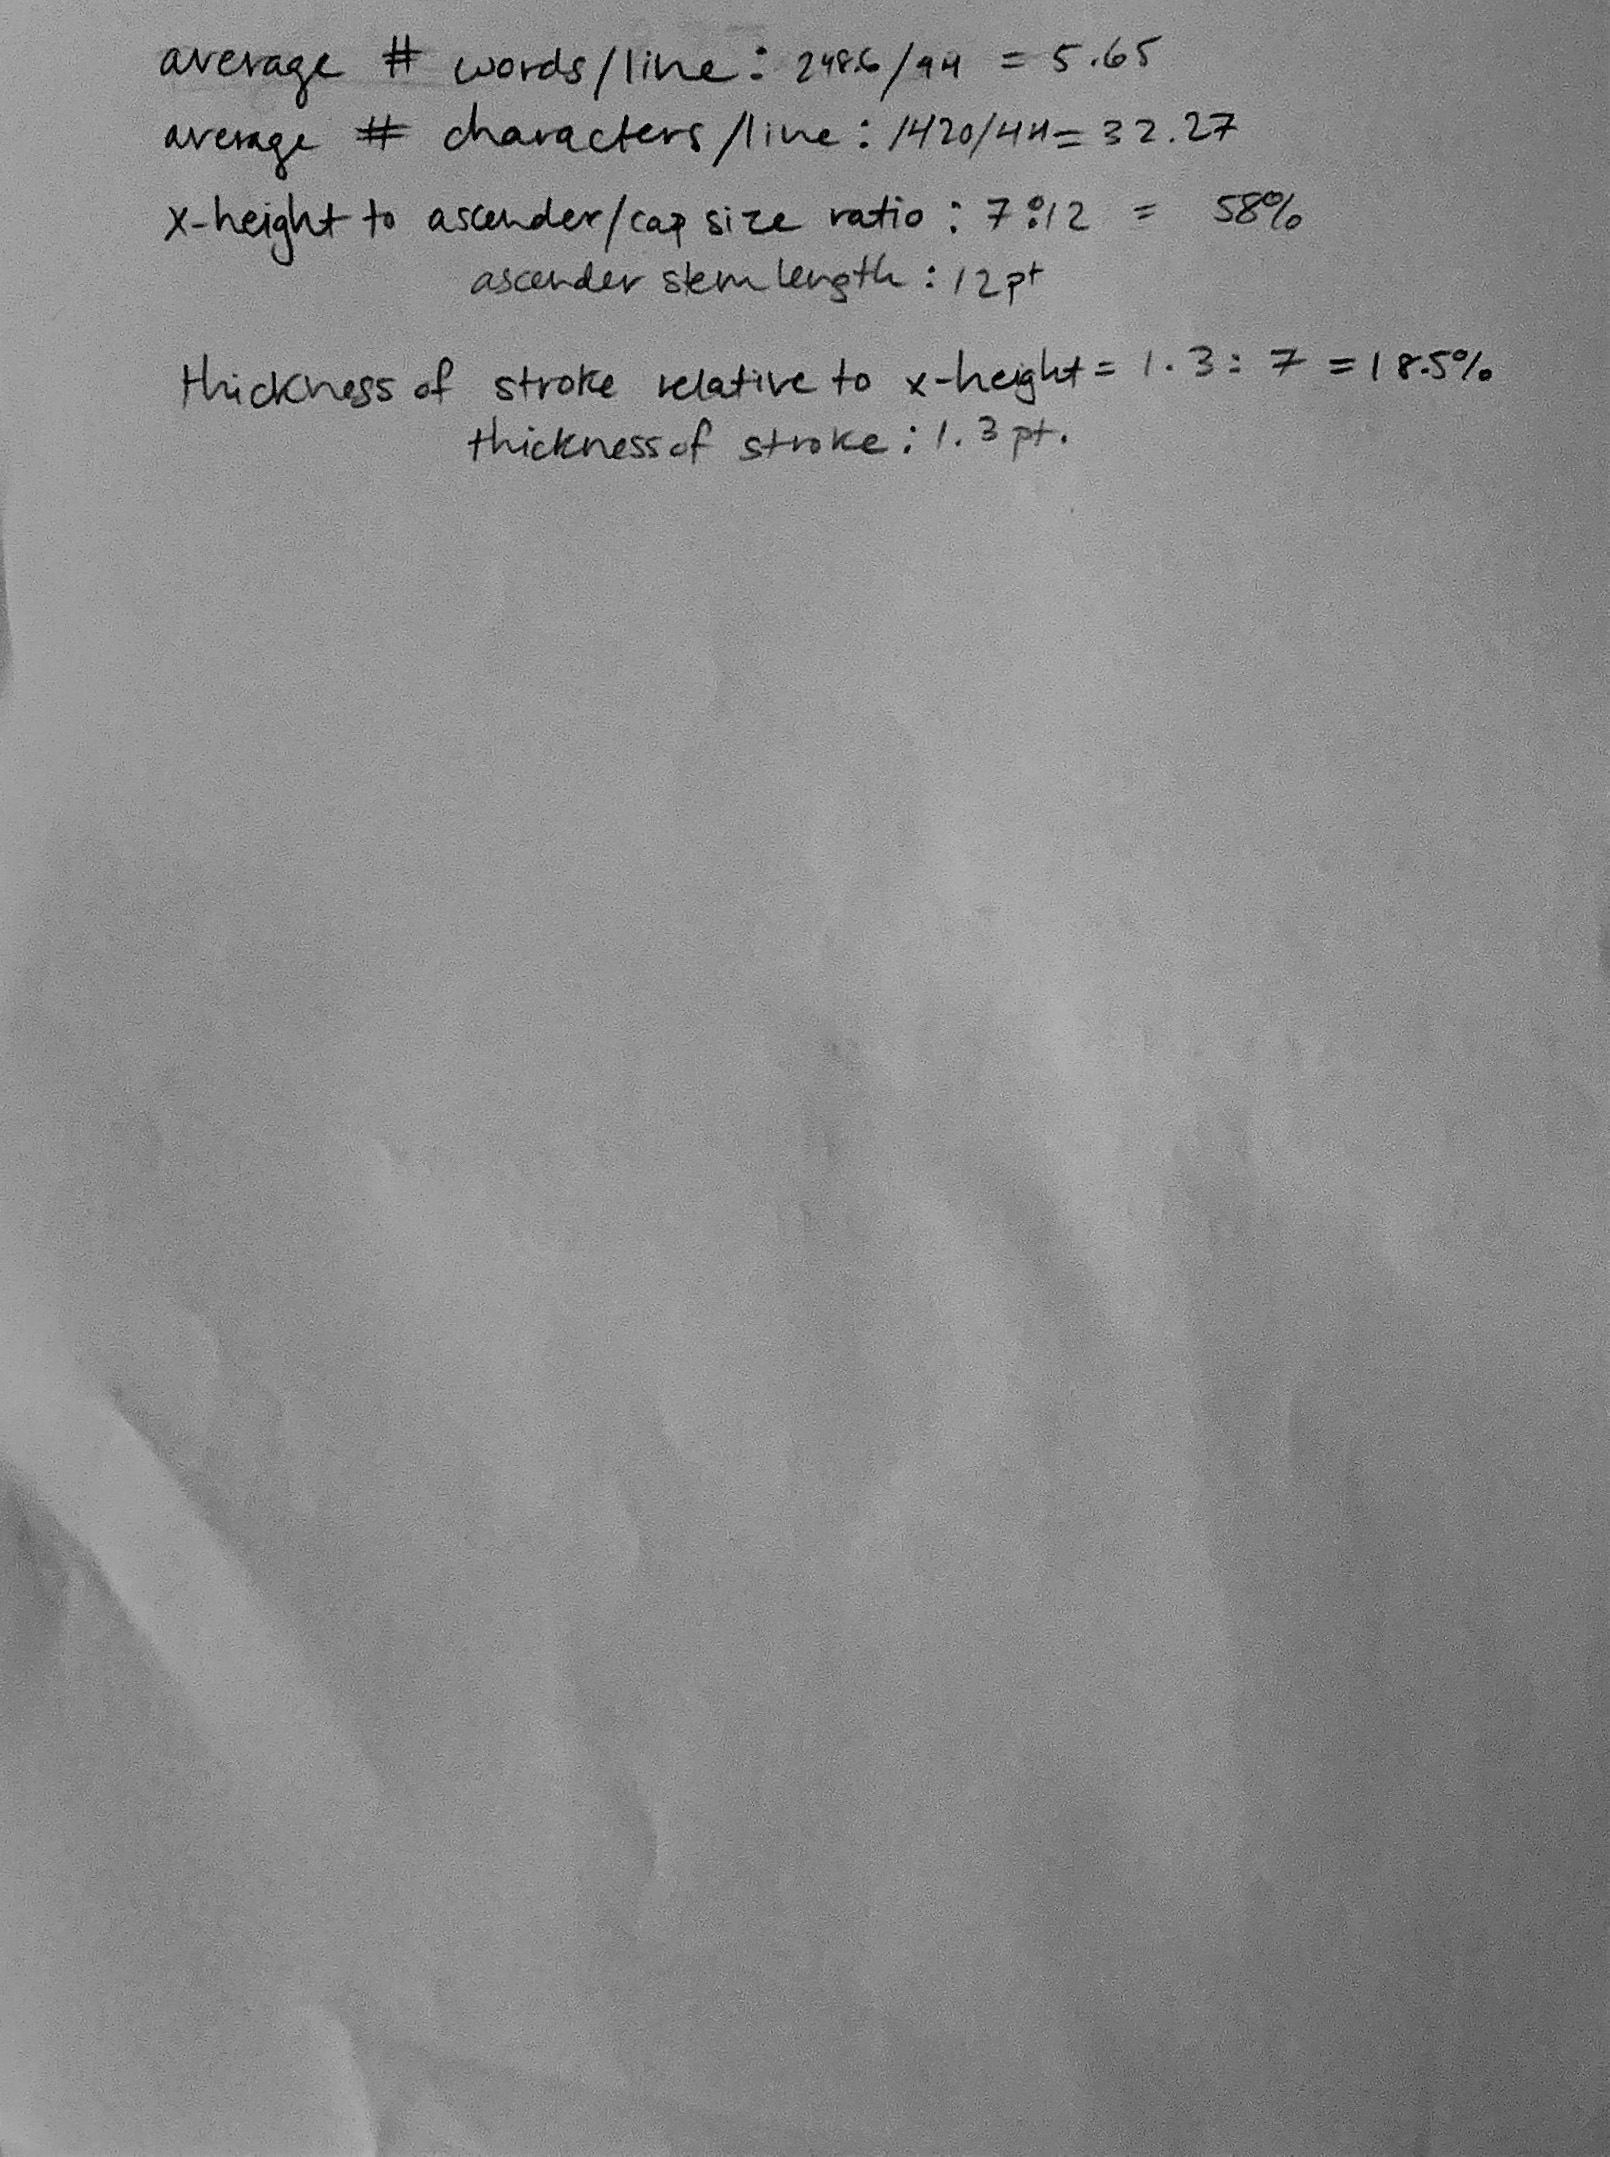 average # words/line: 248.6/44 = 5.65
average # characters/line: 1420/44 = 32.27
x-height to ascender/cap size ratio: 7:12 = 58%
ascender stem length: 12pt
thickness of stroke relative to x-height = 1.3:7 = 18.5%
thickness of stroke: 1.3 pt.